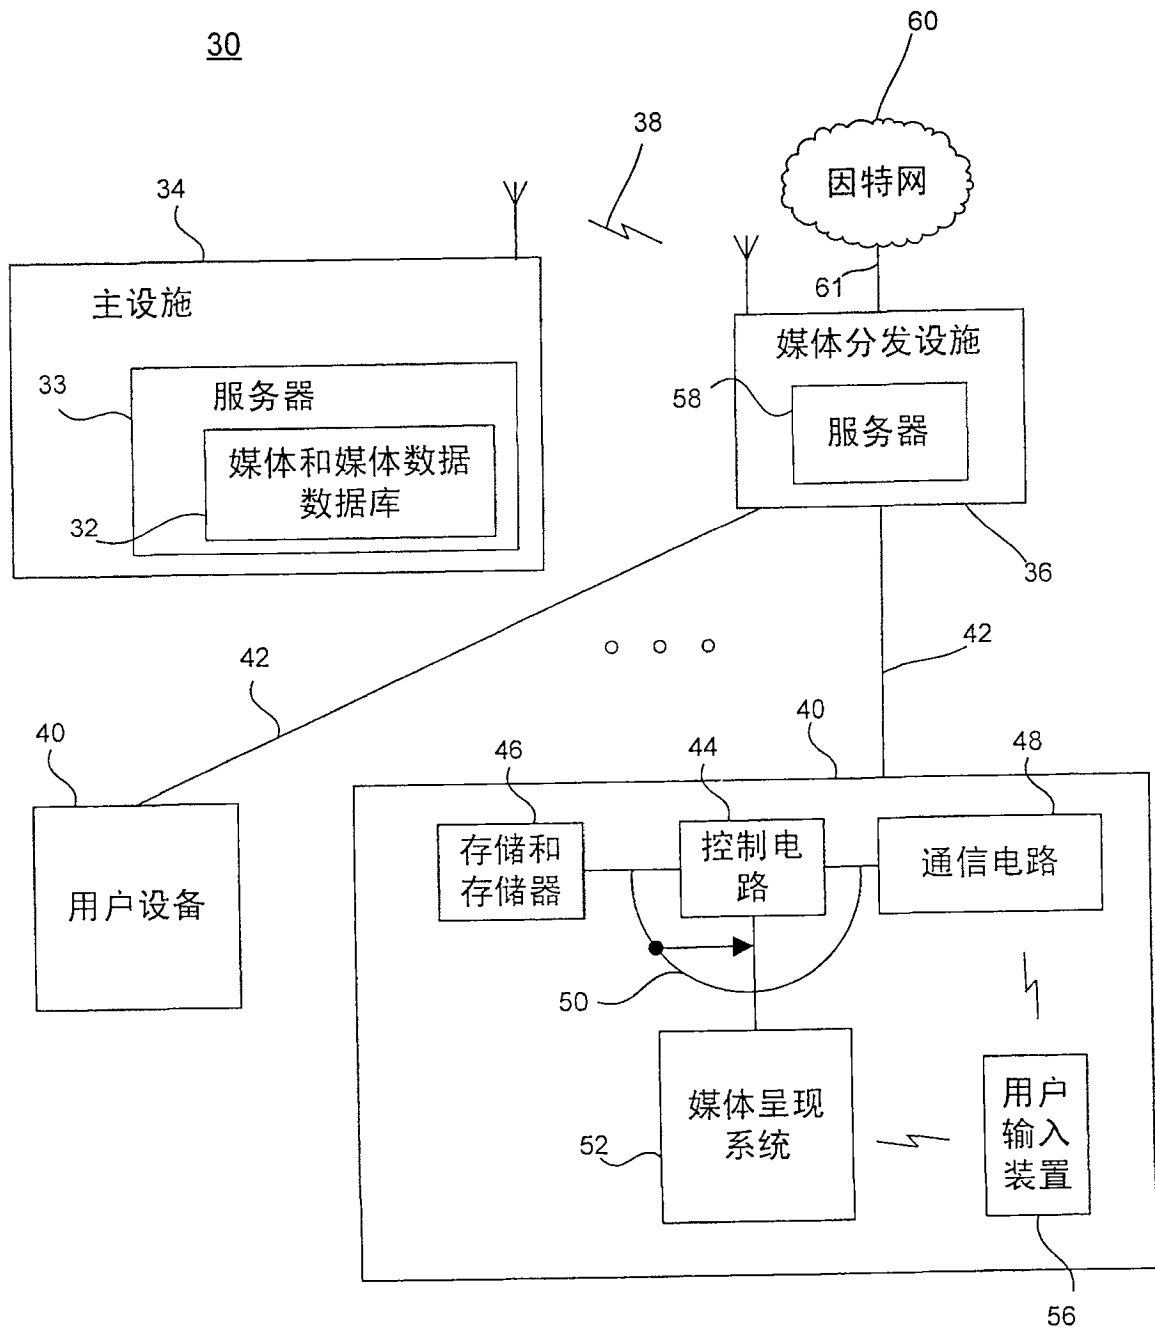 30
60
38
因特网
34
61
主设施
媒体分发设施
33
服务器
58
服务器
媒体和媒体数据
数据库
32
36
42
42
40
40
46
44
48
存储和
存储器
控制电
路
通信电路
用户设备
50
媒体呈现
系统
52
用户
输入
装置
56